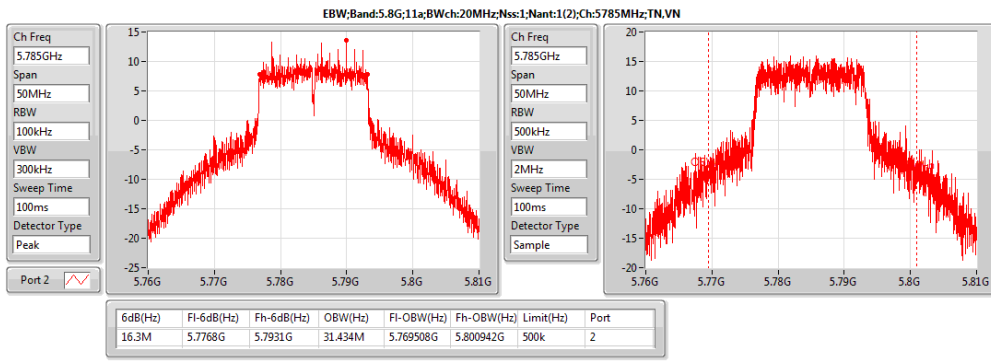 EBW;Band:5.8G;11a;BWch:20MHz;Nss:1;Nant:1(2);Ch:5785MHz;TN,VN
Ch Freq
5.785GHz
Span
50MHz
RBW
100kHz
VBW
300kHz
Sweep Time
100ms
Detector Type
Peak
Port 2
15
10
5
0
-5
-10
-15
-20
-25
5.76G 5.77G 5.78G 5.79G 5.8G 5.81G
Ch Freq
5.785GHz
Span
50MHz
RBW
500kHz
VBW
2MHz
Sweep Time
100ms
Detector Type
Sample
20
15
10
5
0
-5
-10
-15
-20
5.76G 5.77G 5.78G 5.79G 5.8G 5.81G
6dB(Hz) Fl-6dB(Hz) Fh-6dB(Hz) OBW(Hz) Fl-OBW(Hz) Fh-OBW(Hz) Limit(Hz) Port
16.3M 5.7768G 5.7931G 31.434M 5.769508G 5.800942G 500k 2